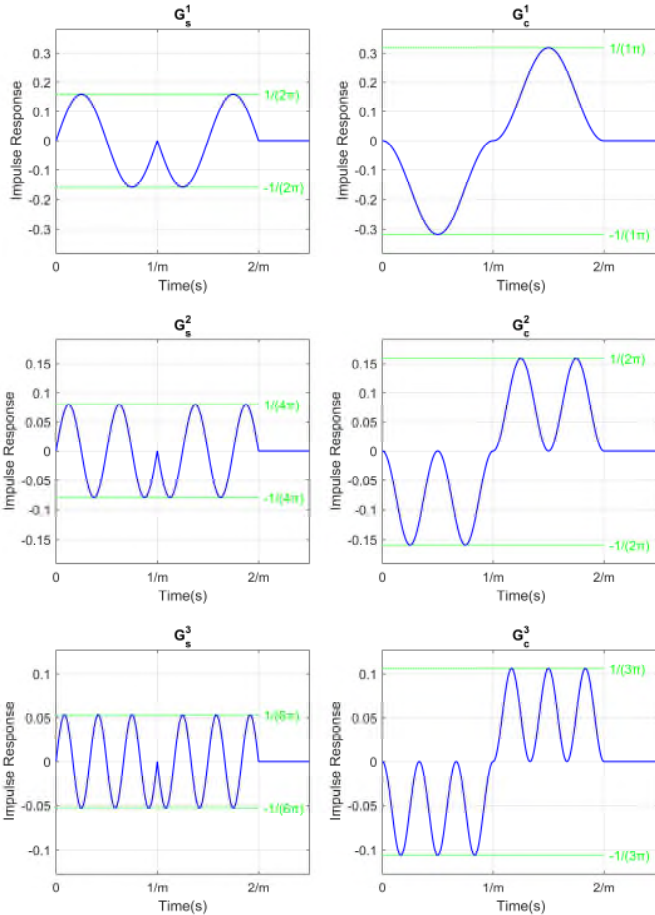 G_s^1
Impulse Response
0.3
0.2
0.1
0
-0.1
-0.2
-0.3
1/(2π)
-1/(2π)
0
1/m
2/m
Time(s)
G_c^1
Impulse Response
0.3
0.2
0.1
0
-0.1
-0.2
-0.3
1/(1π)
-1/(1π)
0
1/m
2/m
Time(s)
G_s^2
Impulse Response
0.15
0.1
0.05
0
-0.05
-0.1
-0.15
1/(4π)
-1/(4π)
0
1/m
2/m
Time(s)
G_c^2
Impulse Response
0.15
0.1
0.05
0
-0.05
-0.1
-0.15
1/(2π)
-1/(2π)
0
1/m
2/m
Time(s)
G_s^3
Impulse Response
0.1
0.05
0
-0.05
-0.1
1/(6π)
-1/(6π)
0
1/m
2/m
Time(s)
G_c^3
Impulse Response
0.1
0.05
0
-0.05
-0.1
1/(3π)
-1/(3π)
0
1/m
2/m
Time(s)